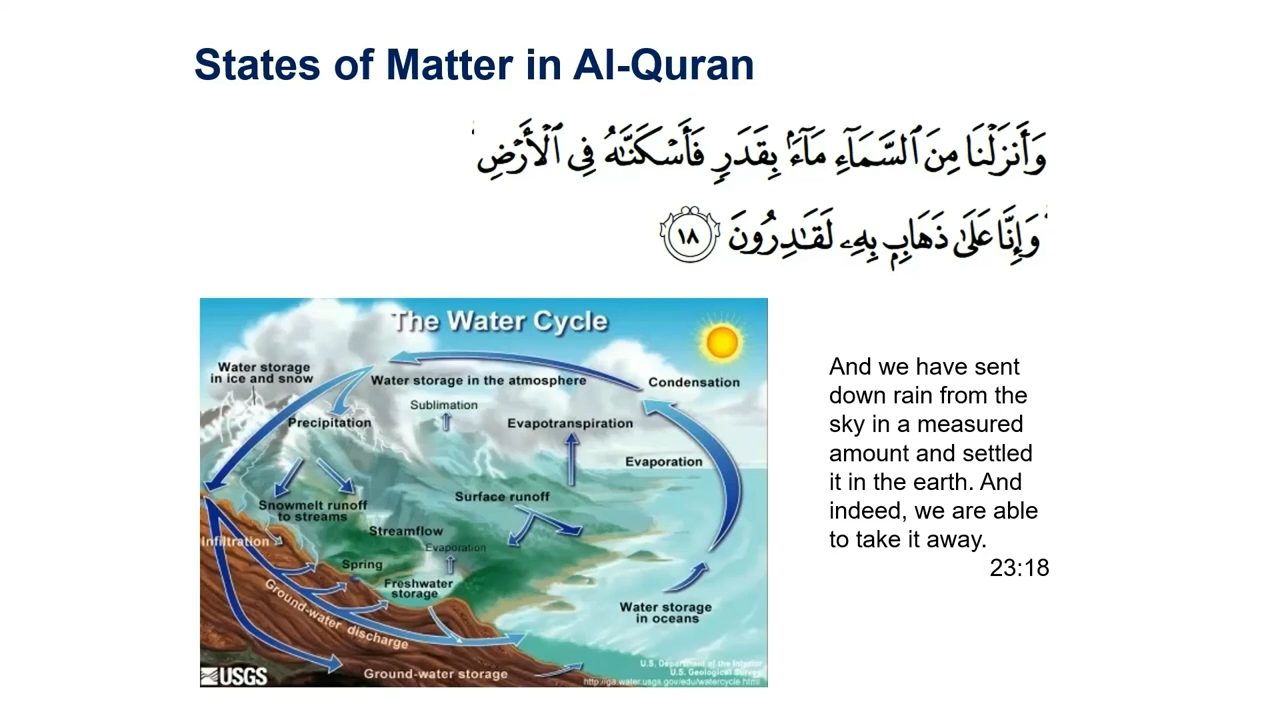 States of Matter in Al-Quran
وَأَنزَلْنَا مِنَ ٱلسَّمَآءِ مَآءًۢ بِقَدَرٍ فَأَسْكَنَّٰهُ فِى ٱلْأَرْضِ ۖ
وَإِنَّا عَلَىٰ ذَهَابٍۭ بِهِۦ لَقَٰدِرُونَ ١٨
The Water Cycle
Water storage
in ice and snow
Water storage in the atmosphere
Condensation
Sublimation
Precipitation
Evapotranspiration
Evaporation
Snowmelt runoff
to streams
Surface runoff
Streamflow
Evaporation
Infiltration
Spring
Freshwater
storage
Ground-water discharge
Water storage
in oceans
Ground-water storage
USGS
U.S. Department of the Interior
U.S. Geological Survey
http://ga.water.usgs.gov/edu/watercycle.html
And we have sent
down rain from the
sky in a measured
amount and settled
it in the earth. And
indeed, we are able
to take it away.
23:18